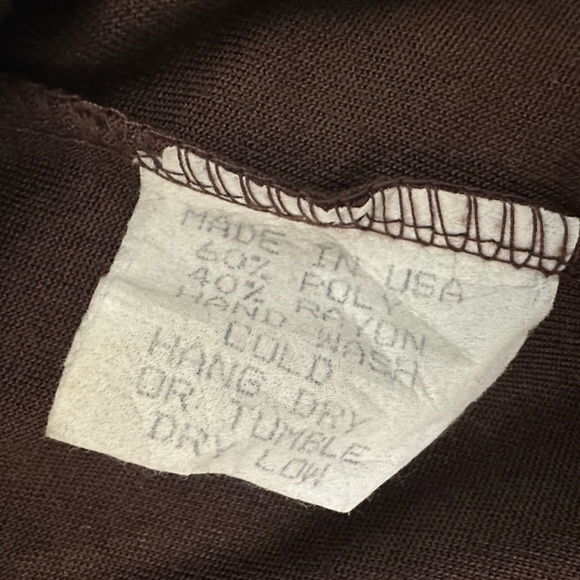 MADE IN USA
60% POLY
40% RAYON
HAND WASH
COLD
HANG DRY
OR TUMBLE
DRY LOW